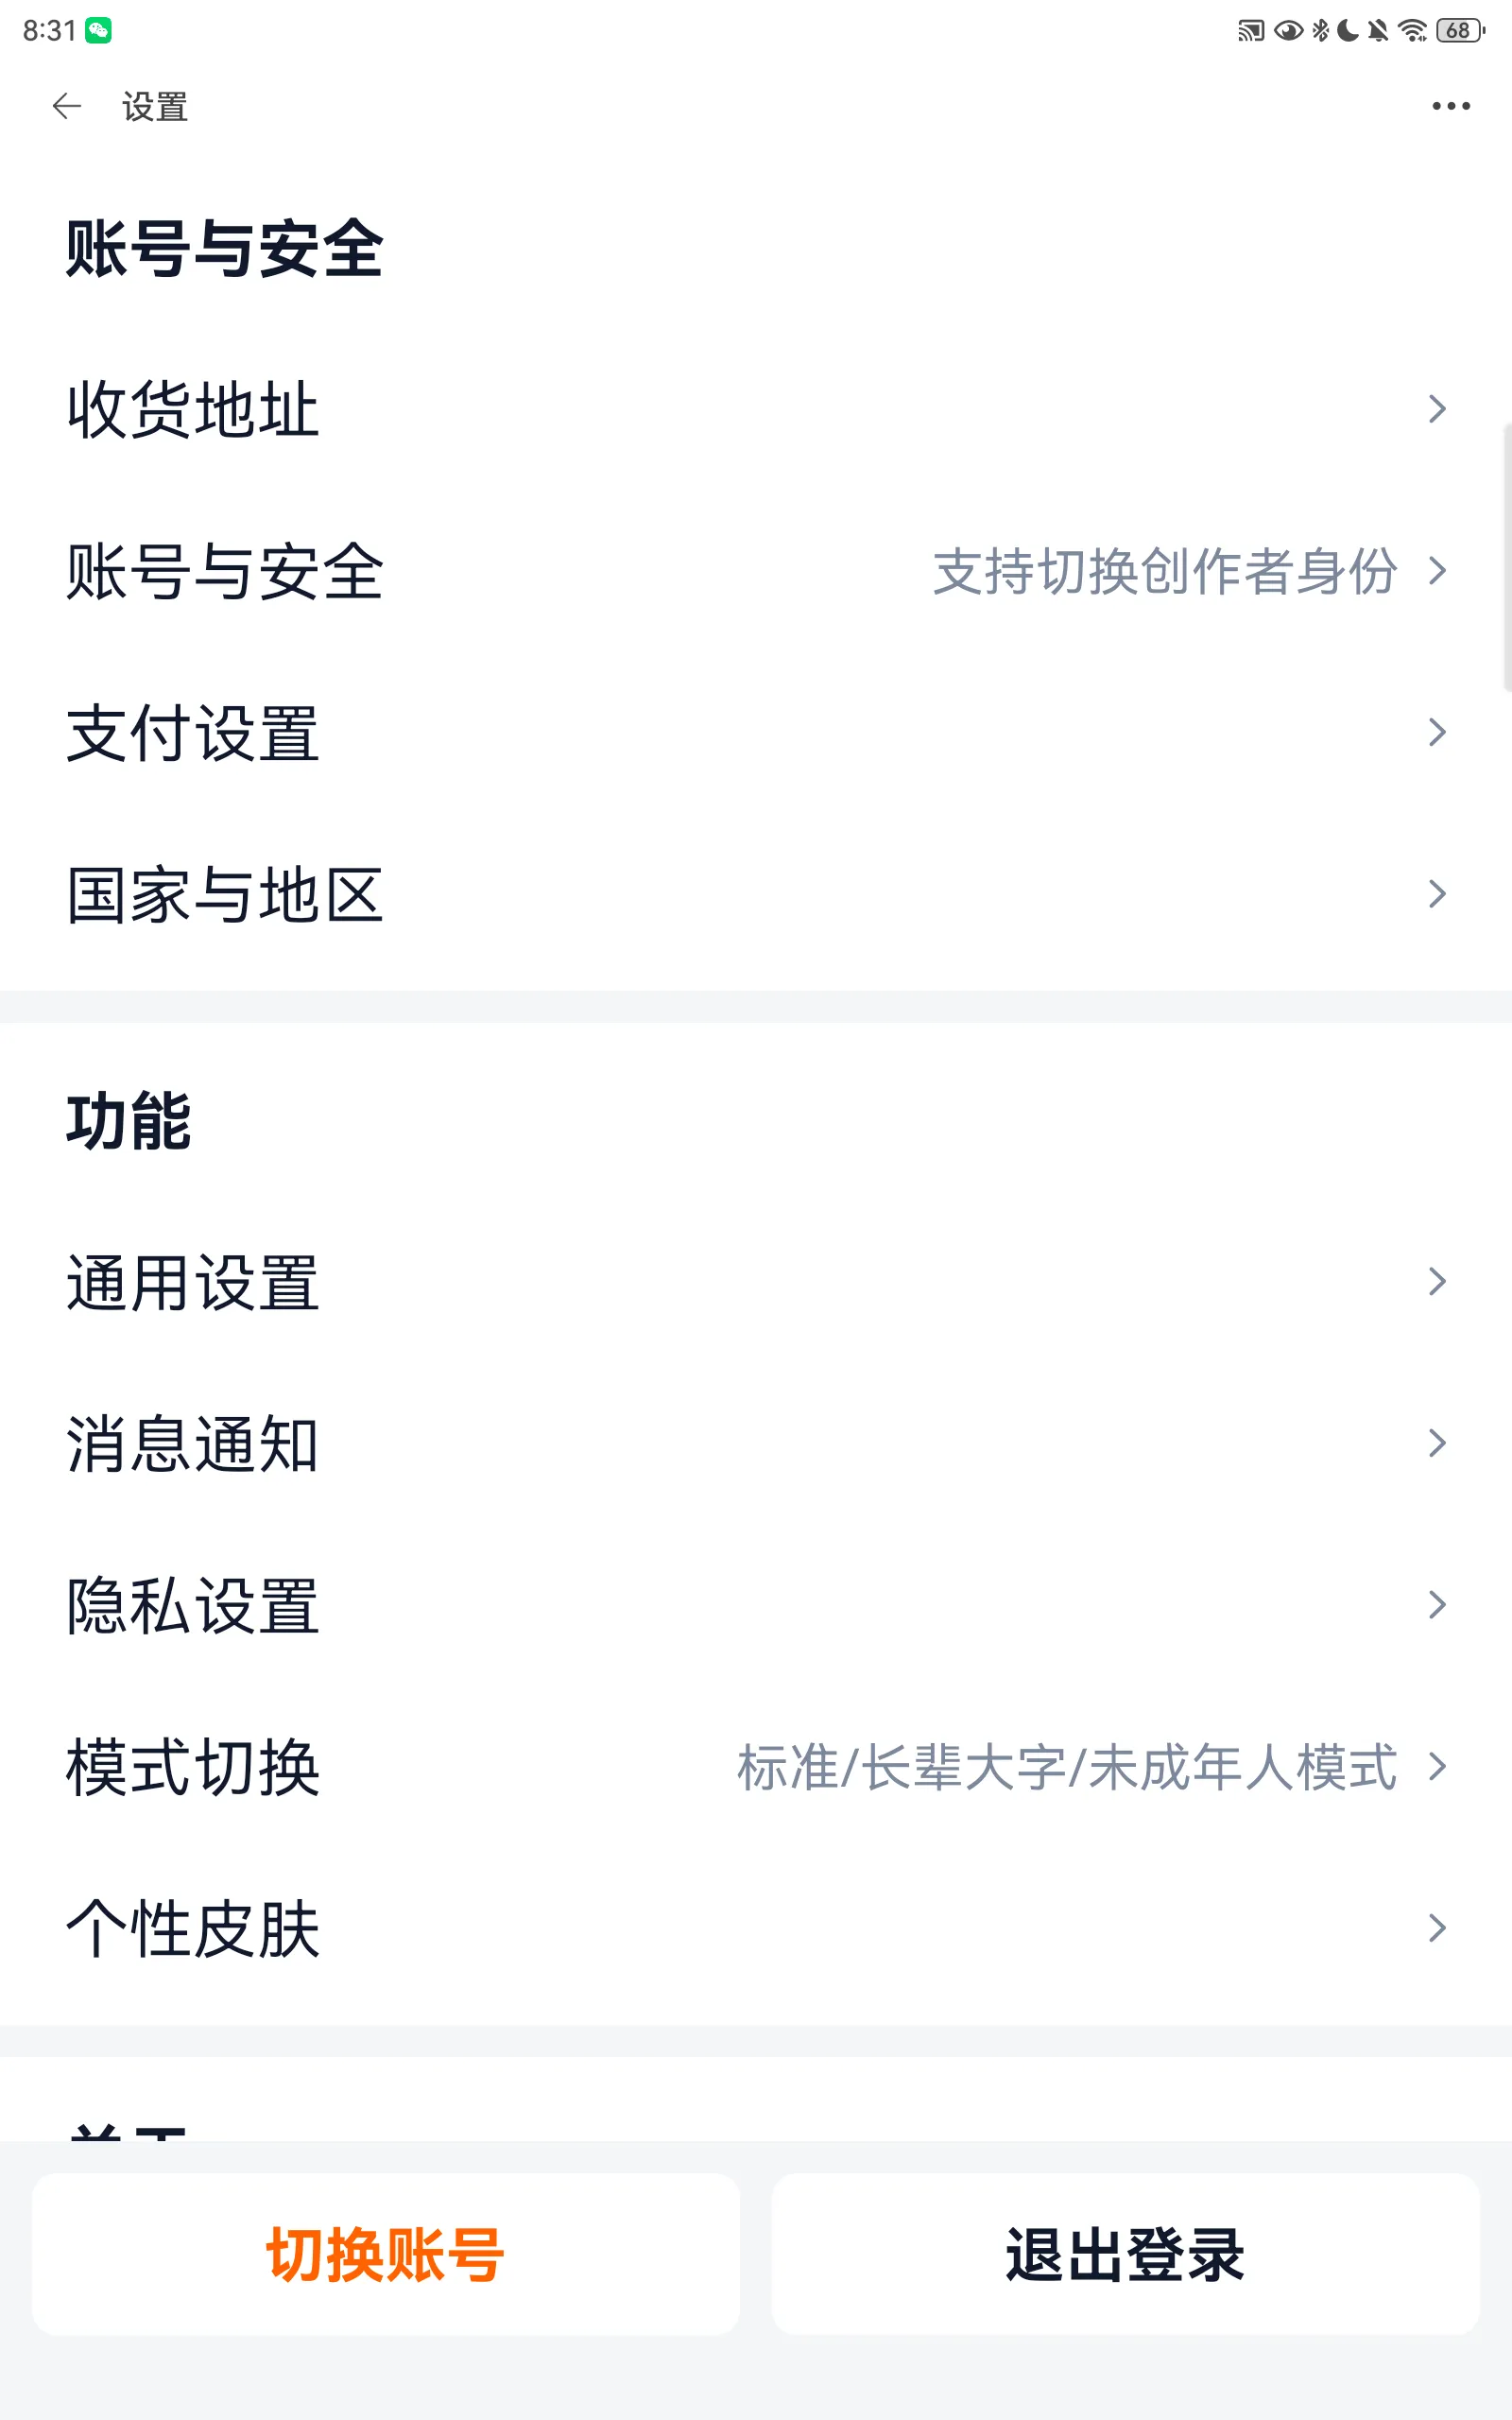 8:31
68
设置
账号与安全
收货地址
账号与安全 支持切换创作者身份
支付设置
国家与地区
功能
通用设置
消息通知
隐私设置
模式切换 标准/长辈大字/未成年人模式
个性皮肤
切换账号 退出登录